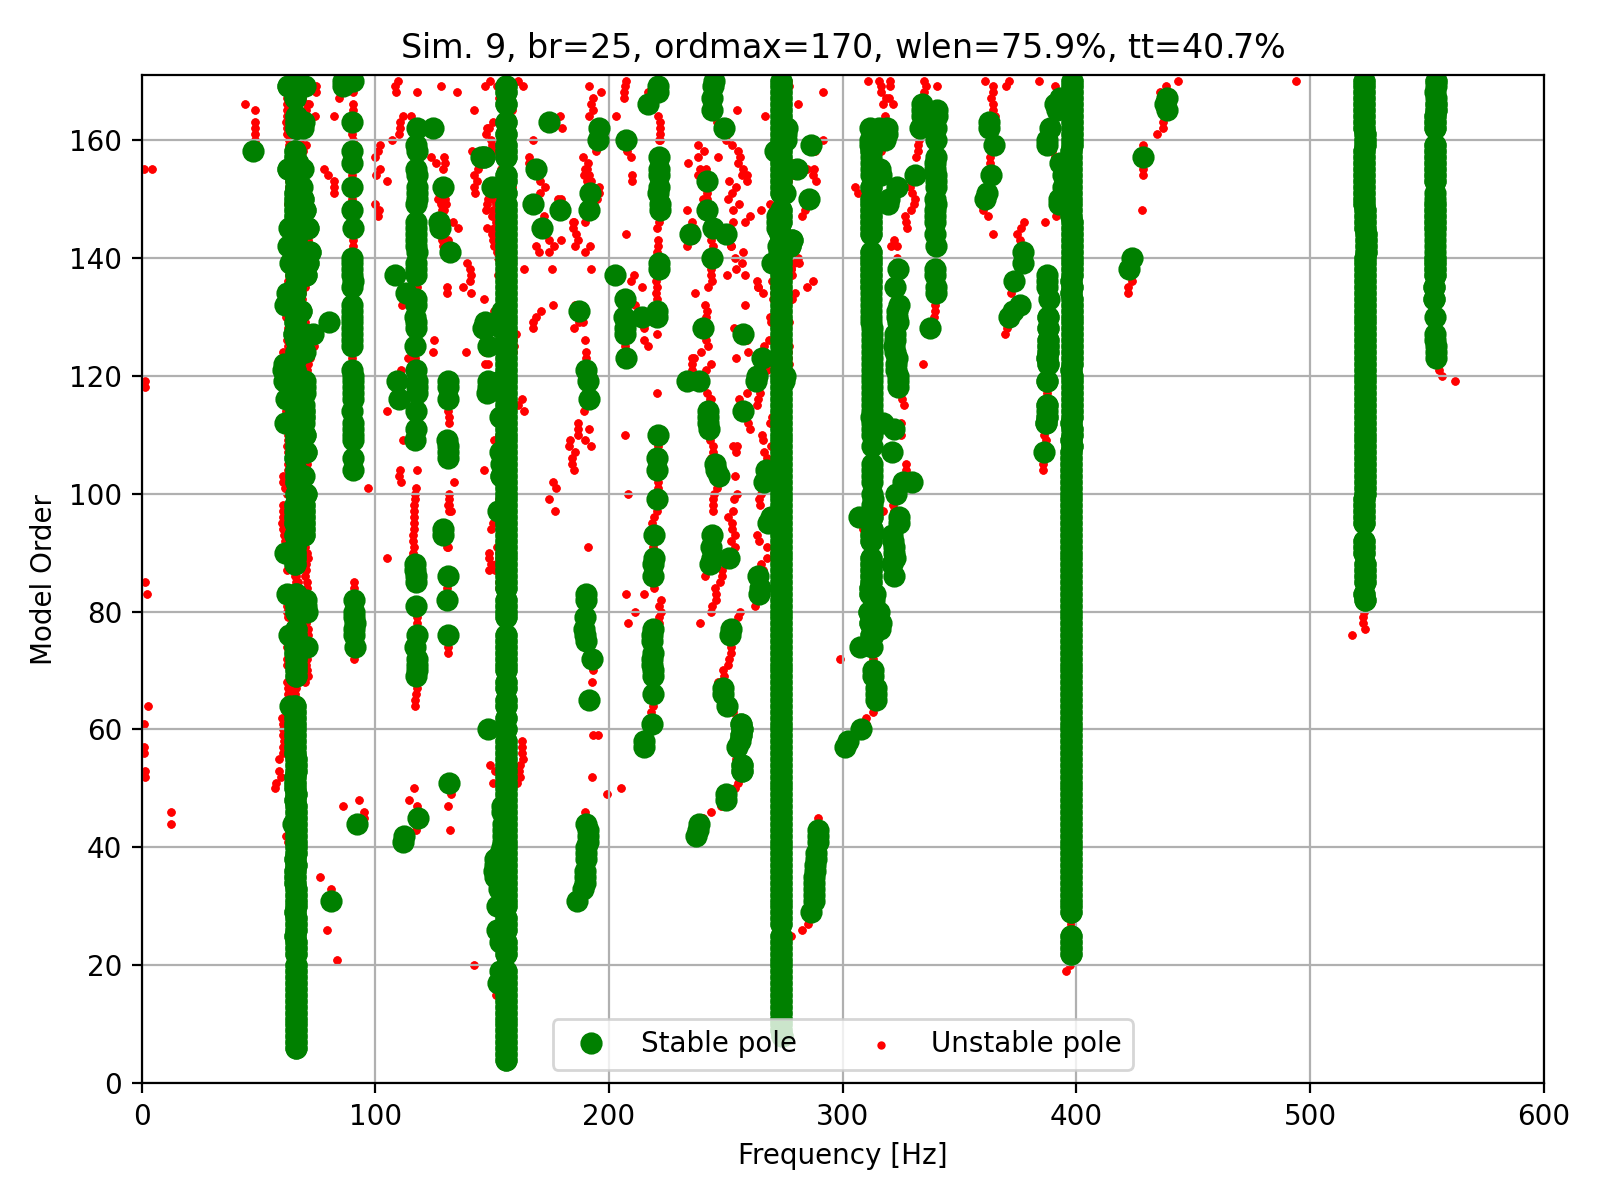 Sim. 9, br=25, ordmax=170, wlen=75.9%, tt=40.7%
Model Order
160
140
120
100
80
60
40
20
0
Stable pole
Unstable pole
0 100 200 300 400 500 600
Frequency [Hz]